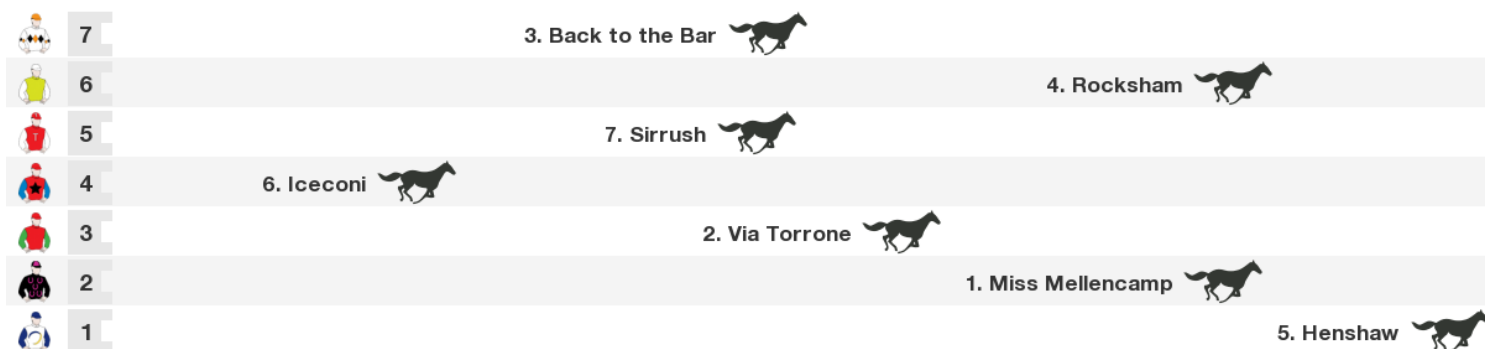 7 3. Back to the Bar
6 4. Rocksham
5 7. Sirrush
4 6. Iceconi
3 2. Via Torrone
2 1. Miss Mellencamp
1 5. Henshaw